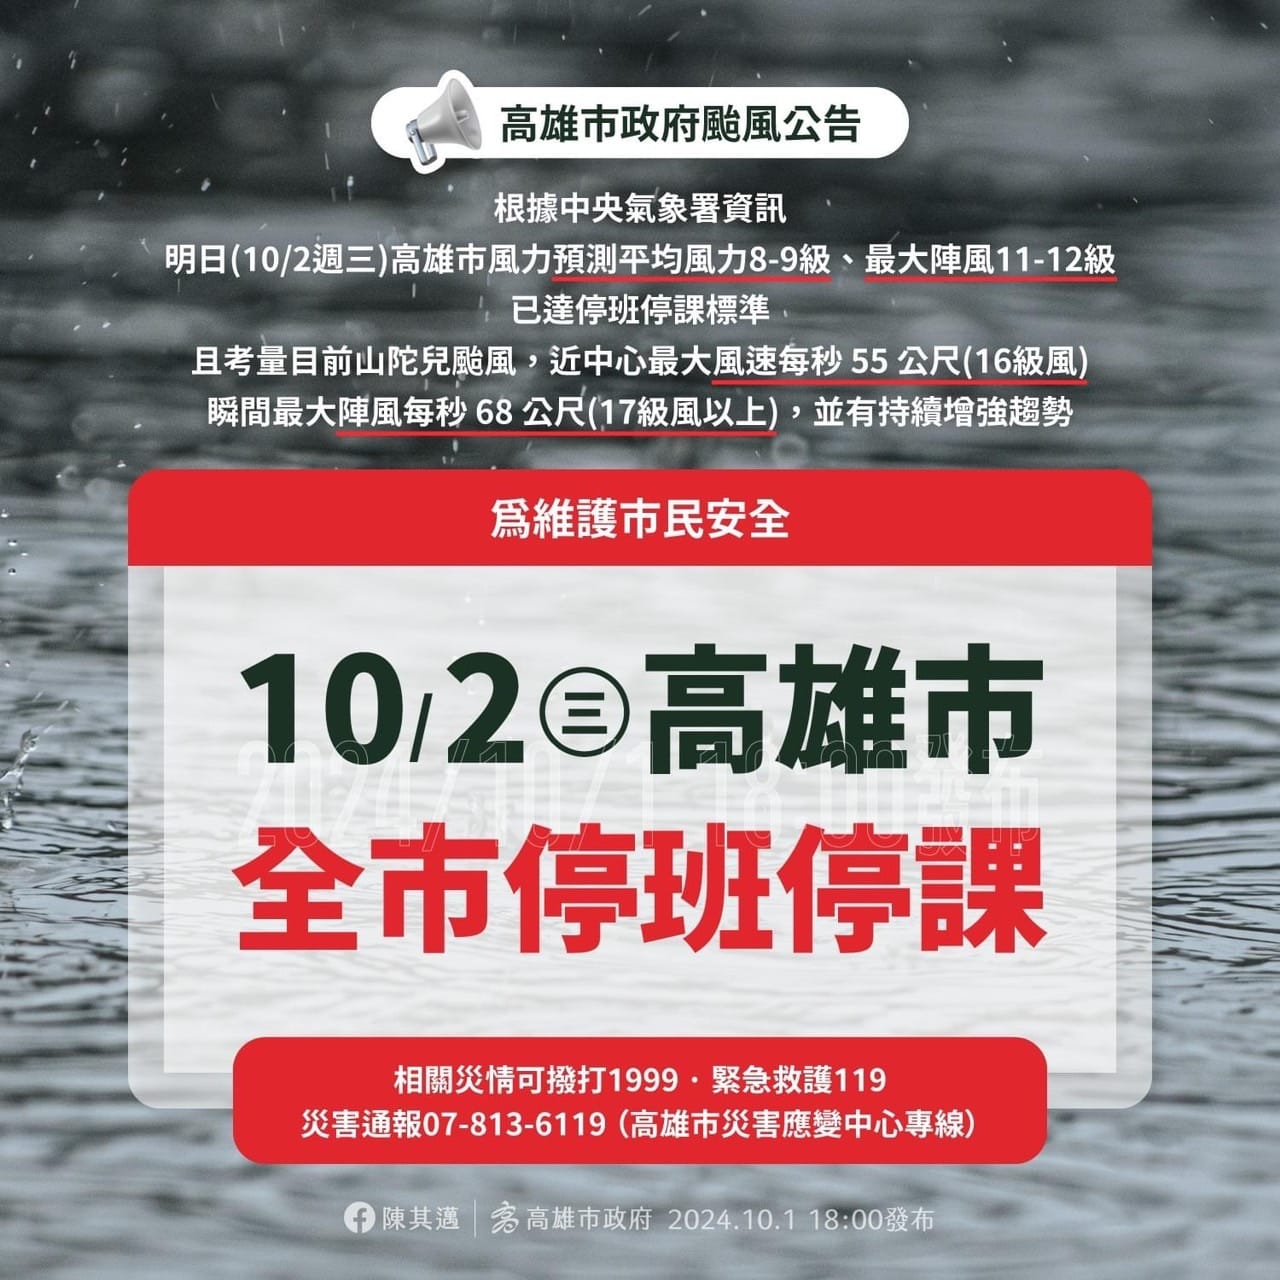 高雄市政府颱風公告
根據中央氣象署資訊
明日(10/2週三)高雄市風力預測平均風力8-9級、最大陣風11-12級
已達停班停課標準
且考量目前山陀兒颱風，近中心最大風速每秒 55 公尺(16級風)
瞬間最大陣風每秒 68 公尺(17級風以上)，並有持續增強趨勢
為維護市民安全
10/2㊂高雄市
2024/10/1 18:00發布
全市停班停課
相關災情可撥打1999·緊急救護119
災害通報07-813-6119（高雄市災害應變中心專線）
陳其邁 | 高雄市政府 2024.10.1 18:00發布